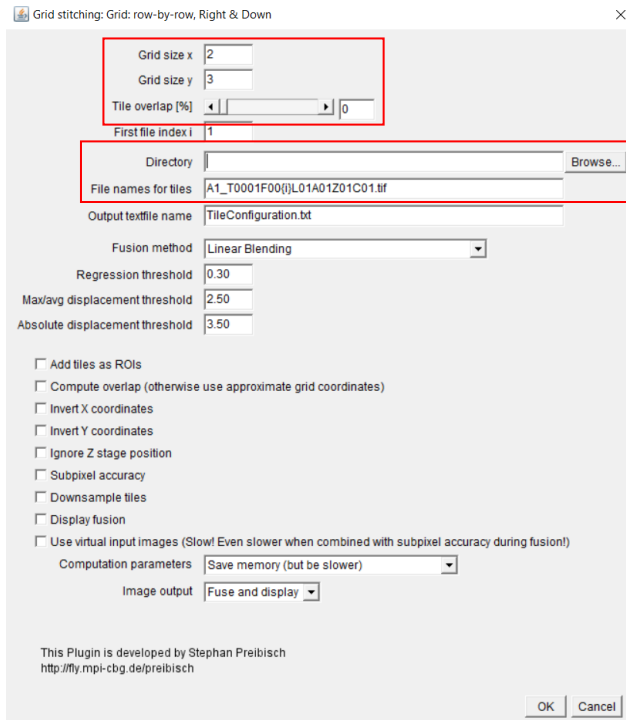 Grid stitching: Grid: row-by-row, Right & Down
Grid size x 2
Grid size y 3
Tile overlap [%] 0
First file index i 1
Directory Browse...
File names for tiles A1_T0001F00{i}L01A01Z01C01.tif
Output textfile name TileConfiguration.txt
Fusion method Linear Blending
Regression threshold 0.30
Max/avg displacement threshold 2.50
Absolute displacement threshold 3.50
Add tiles as ROIs
Compute overlap (otherwise use approximate grid coordinates)
Invert X coordinates
Invert Y coordinates
Ignore Z stage position
Subpixel accuracy
Downsample tiles
Display fusion
Use virtual input images (Slow! Even slower when combined with subpixel accuracy during fusion!)
Computation parameters Save memory (but be slower)
Image output Fuse and display
This Plugin is developed by Stephan Preibisch
http://fly.mpi-cbg.de/preibisch
OK Cancel